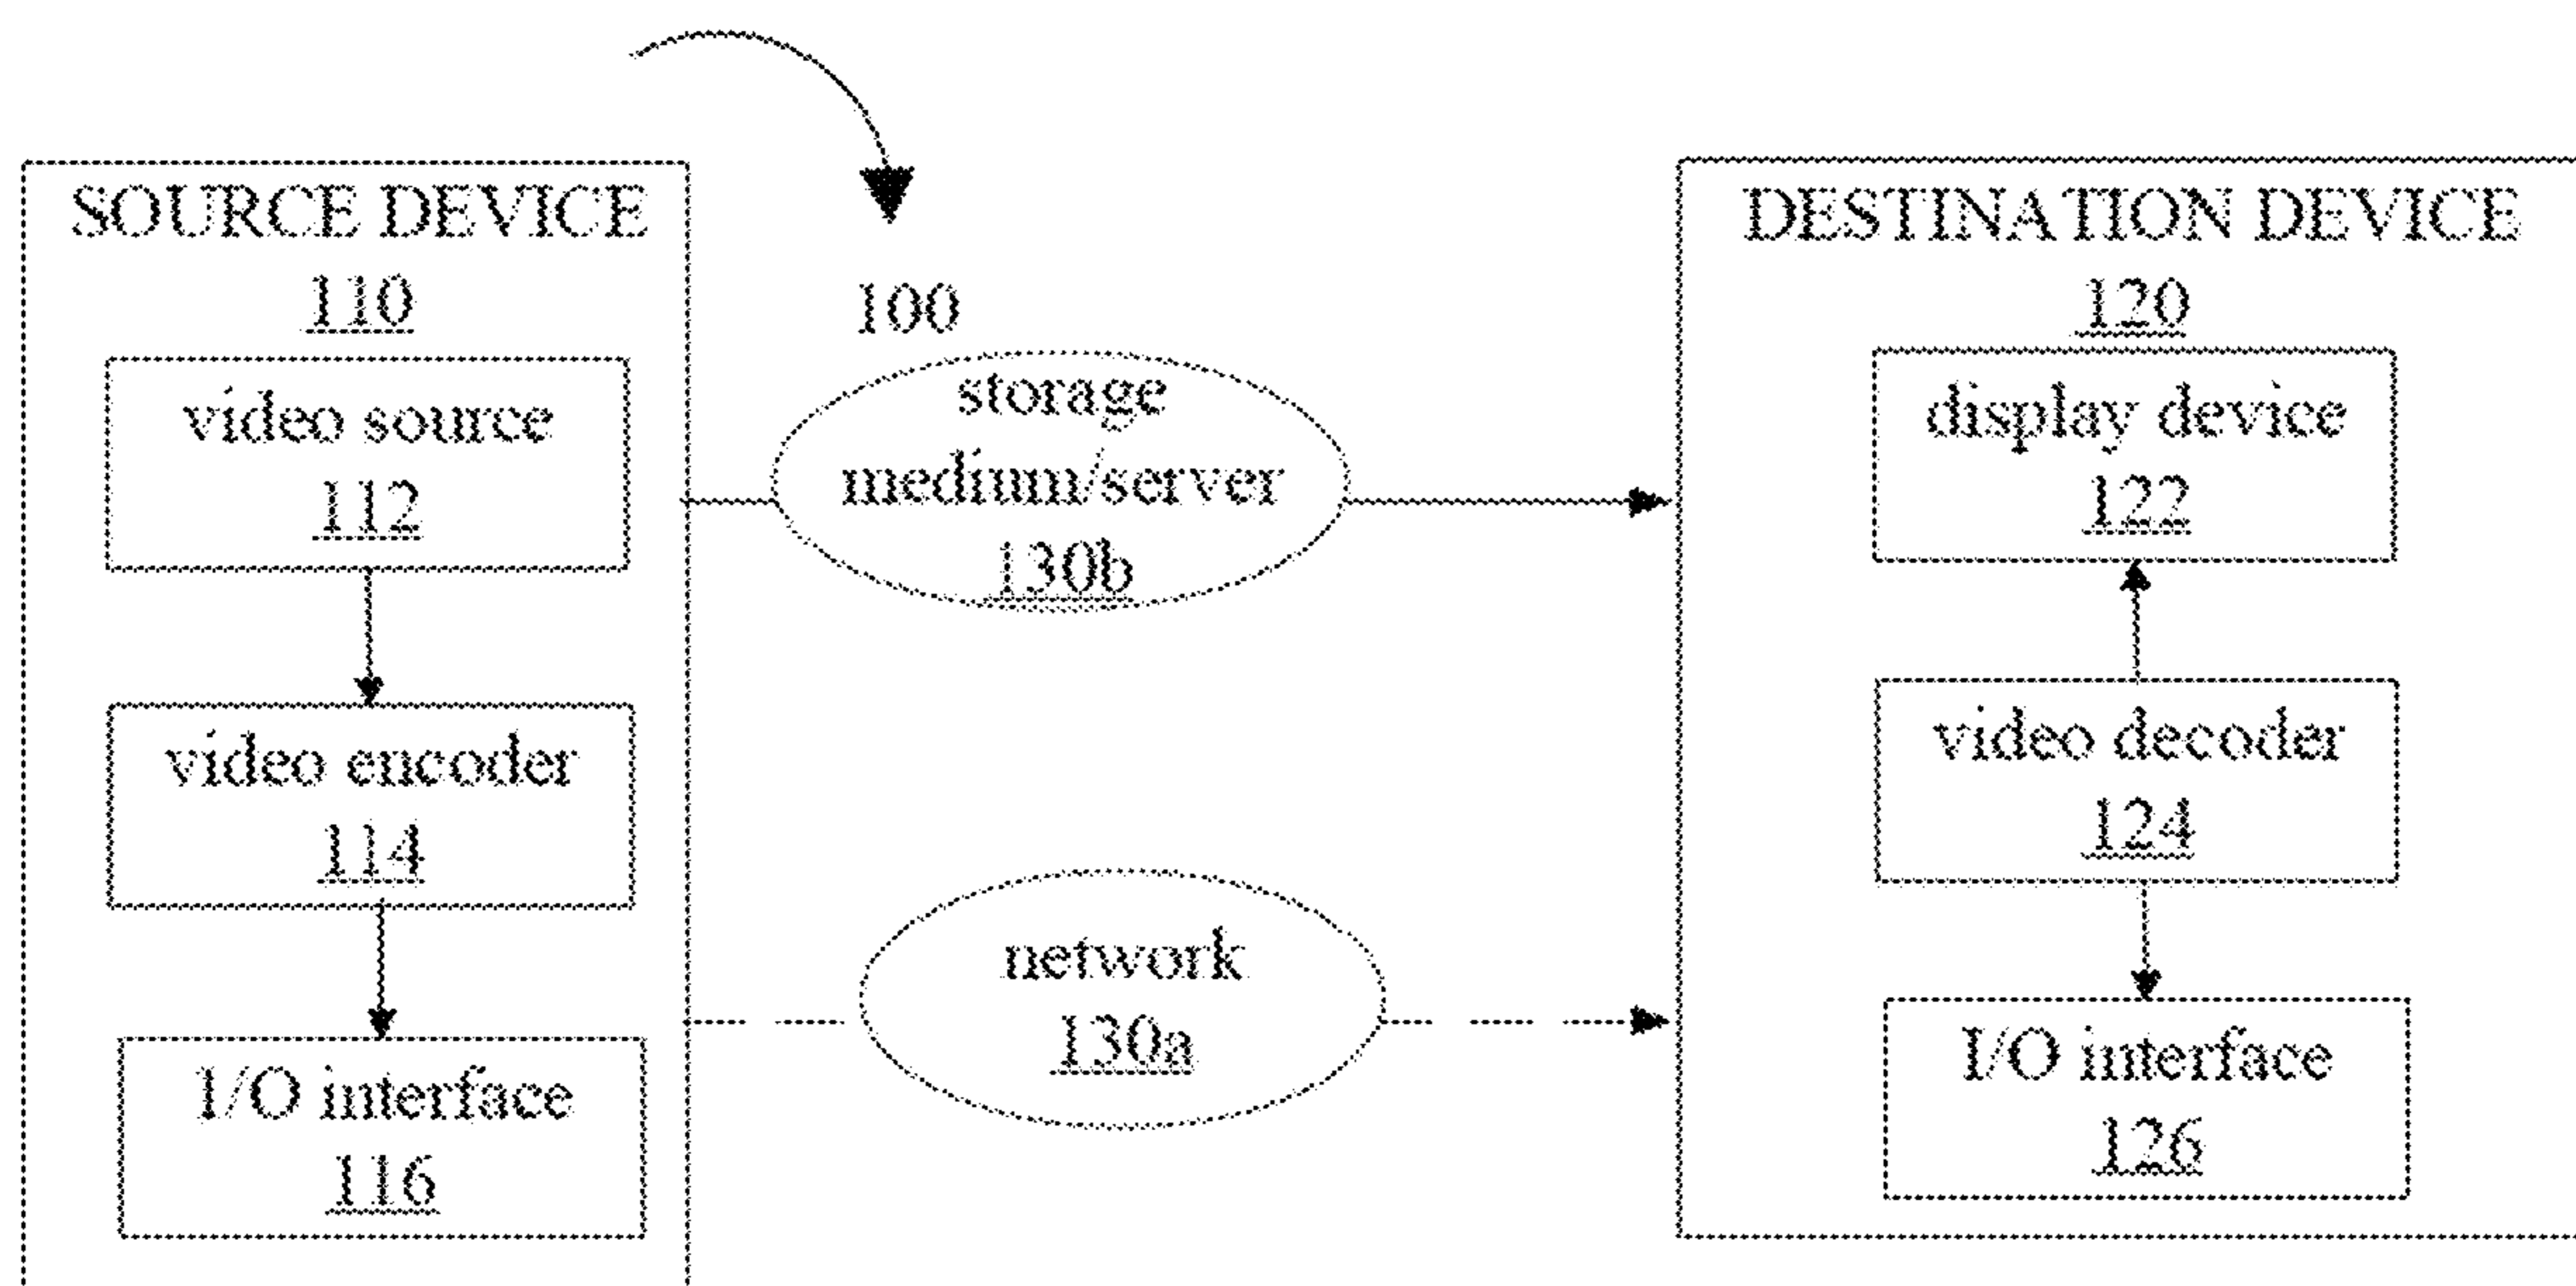 SOURCE DEVICE
110
video source
112
video encoder
114
I/O interface
116
100
storage
medium/server
130b
network
130a
DESTINATION DEVICE
120
display device
122
video decoder
124
I/O interface
126